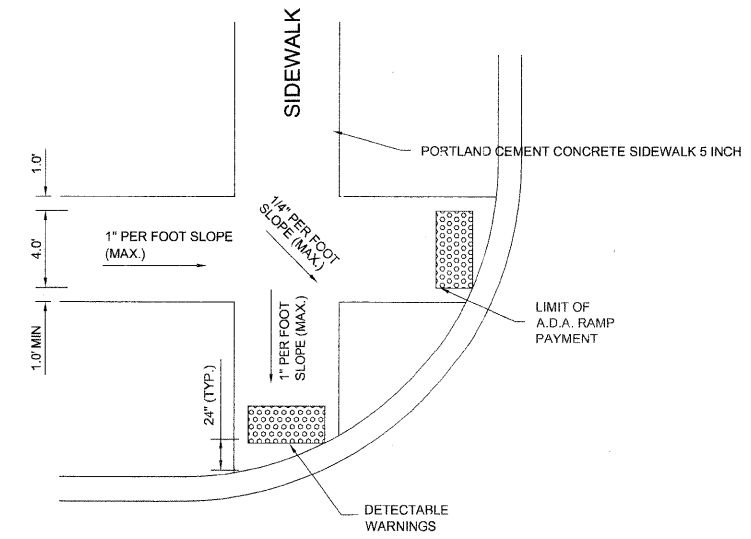 SIDEWALK
PORTLAND CEMENT CONCRETE SIDEWALK 5 INCH
1.0'
1/4" PER FOOT
SLOPE (MAX.)
4.0'
1" PER FOOT SLOPE
(MAX.)
1.0' MIN
1" PER FOOT
SLOPE (MAX.)
LIMIT OF
A.D.A. RAMP
PAYMENT
24" (TYP.)
DETECTABLE
WARNINGS